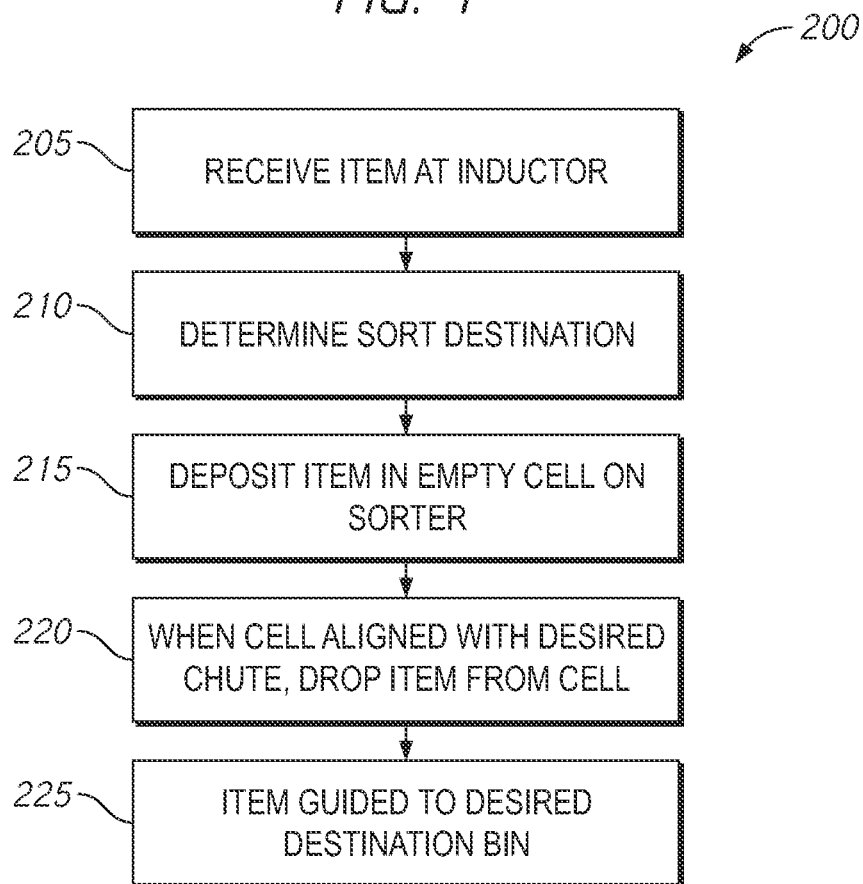 200
205
RECEIVE ITEM AT INDUCTOR
210
DETERMINE SORT DESTINATION
215
DEPOSIT ITEM IN EMPTY CELL ON
SORTER
220
WHEN CELL ALIGNED WITH DESIRED
CHUTE, DROP ITEM FROM CELL
225
ITEM GUIDED TO DESIRED
DESTINATION BIN